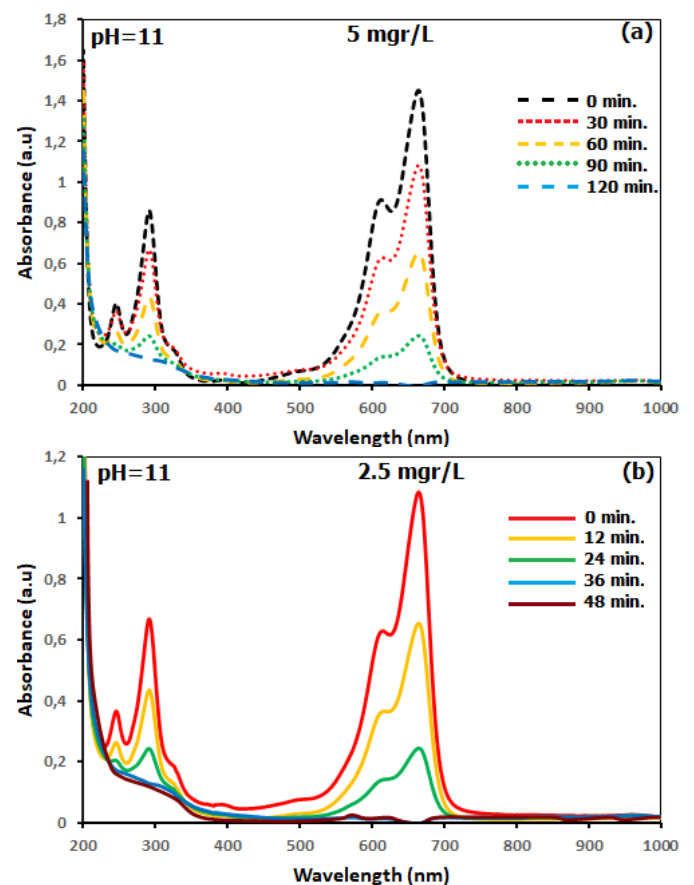 pH=11 5 mgr/L (a)
1,8
1,6
1,4
1,2
1
0,8
0,6
0,4
0,2
0
Absorbance (a.u)
0 min.
30 min.
60 min.
90 min.
120 min.
200 300 400 500 600 700 800 900 1000
Wavelength (nm)
pH=11 2.5 mgr/L (b)
1,2
1
0,8
0,6
0,4
0,2
0
Absorbance (a.u)
0 min.
12 min.
24 min.
36 min.
48 min.
200 300 400 500 600 700 800 900 1000
Wavelength (nm)